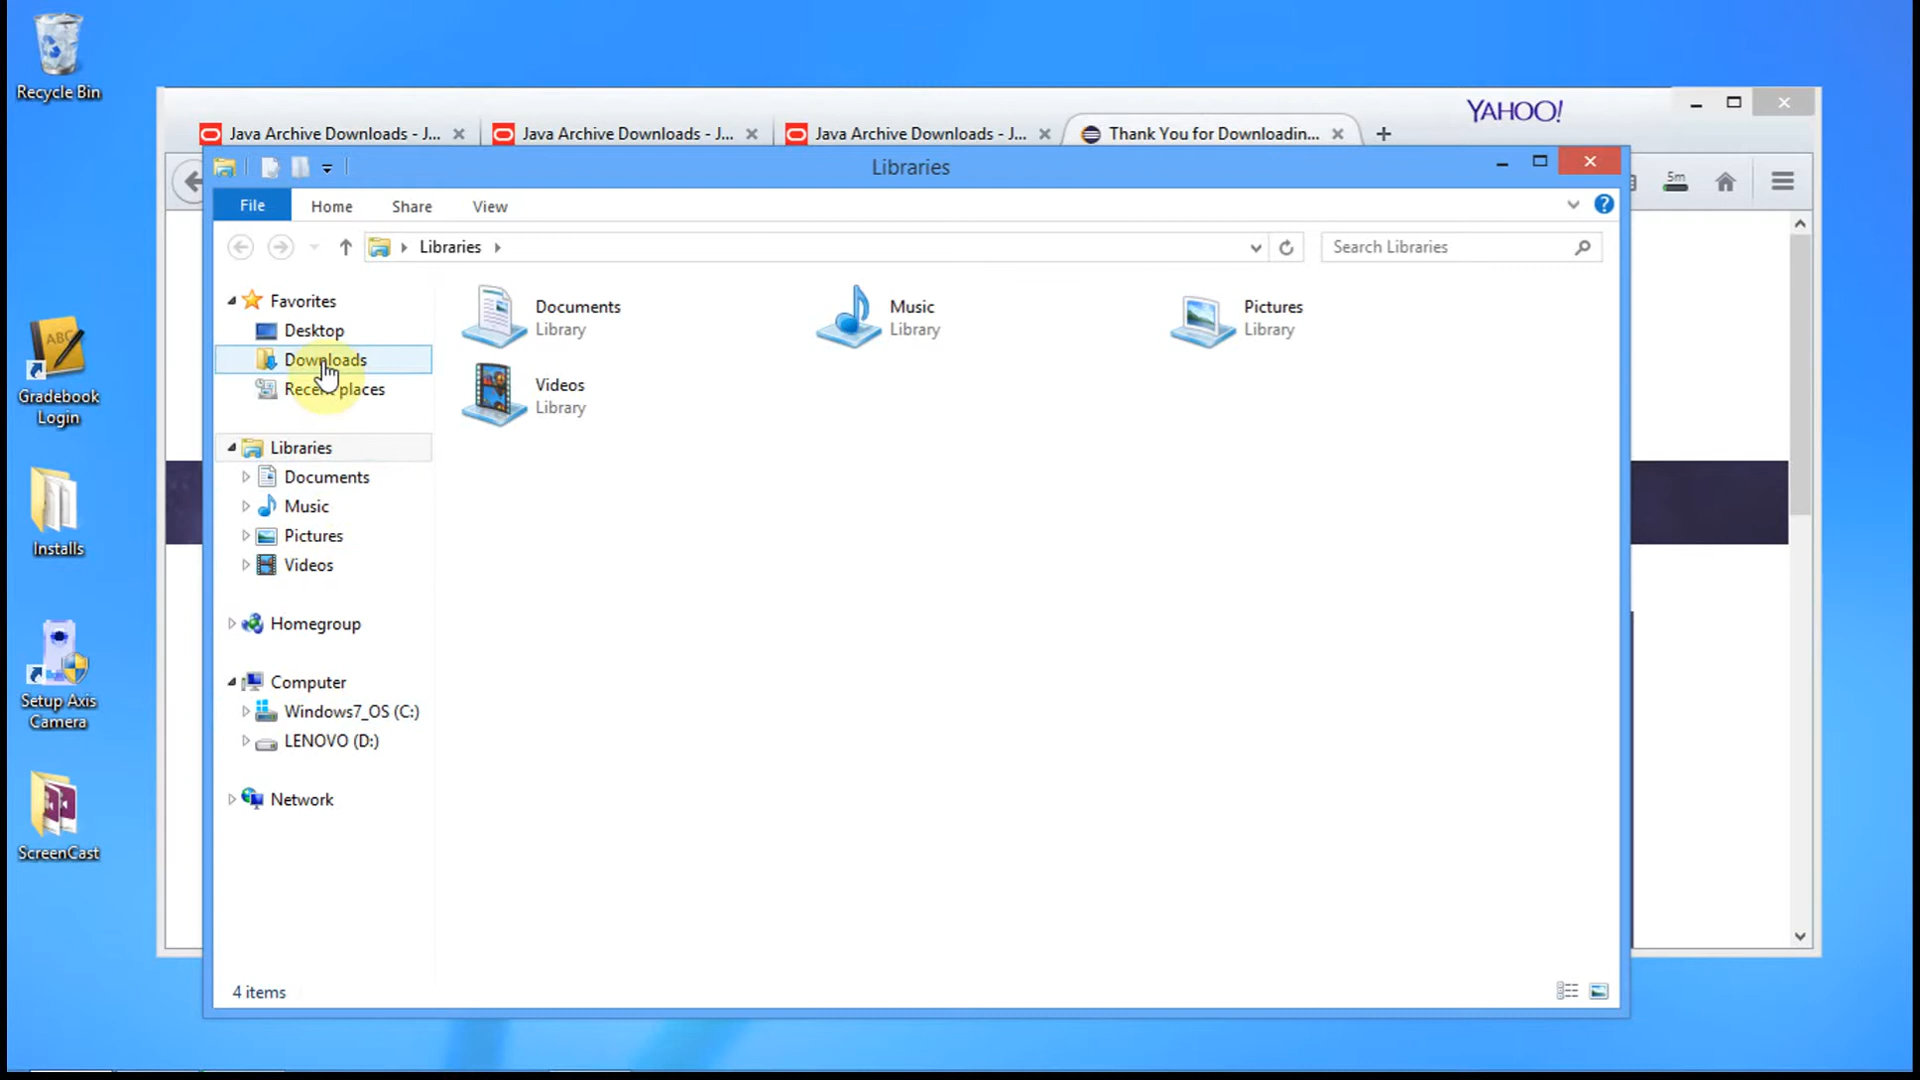 Recycle Bin
YAHOO!
Java Archive Downloads - J...
Java Archive Downloads - J...
Java Archive Downloads - J...
Thank You for Downloadin...
Libraries
File
Home
Share
View
Libraries
Search Libraries
5m
Favorites
Desktop
Downloads
Recent places
Libraries
Documents
Music
Pictures
Videos
Homegroup
Computer
Windows7_OS (C:)
LENOVO (D:)
Network
Documents
Library
Music
Library
Pictures
Library
Videos
Library
4 items
ABC
Gradebook
Login
Installs
Setup Axis
Camera
ScreenCast